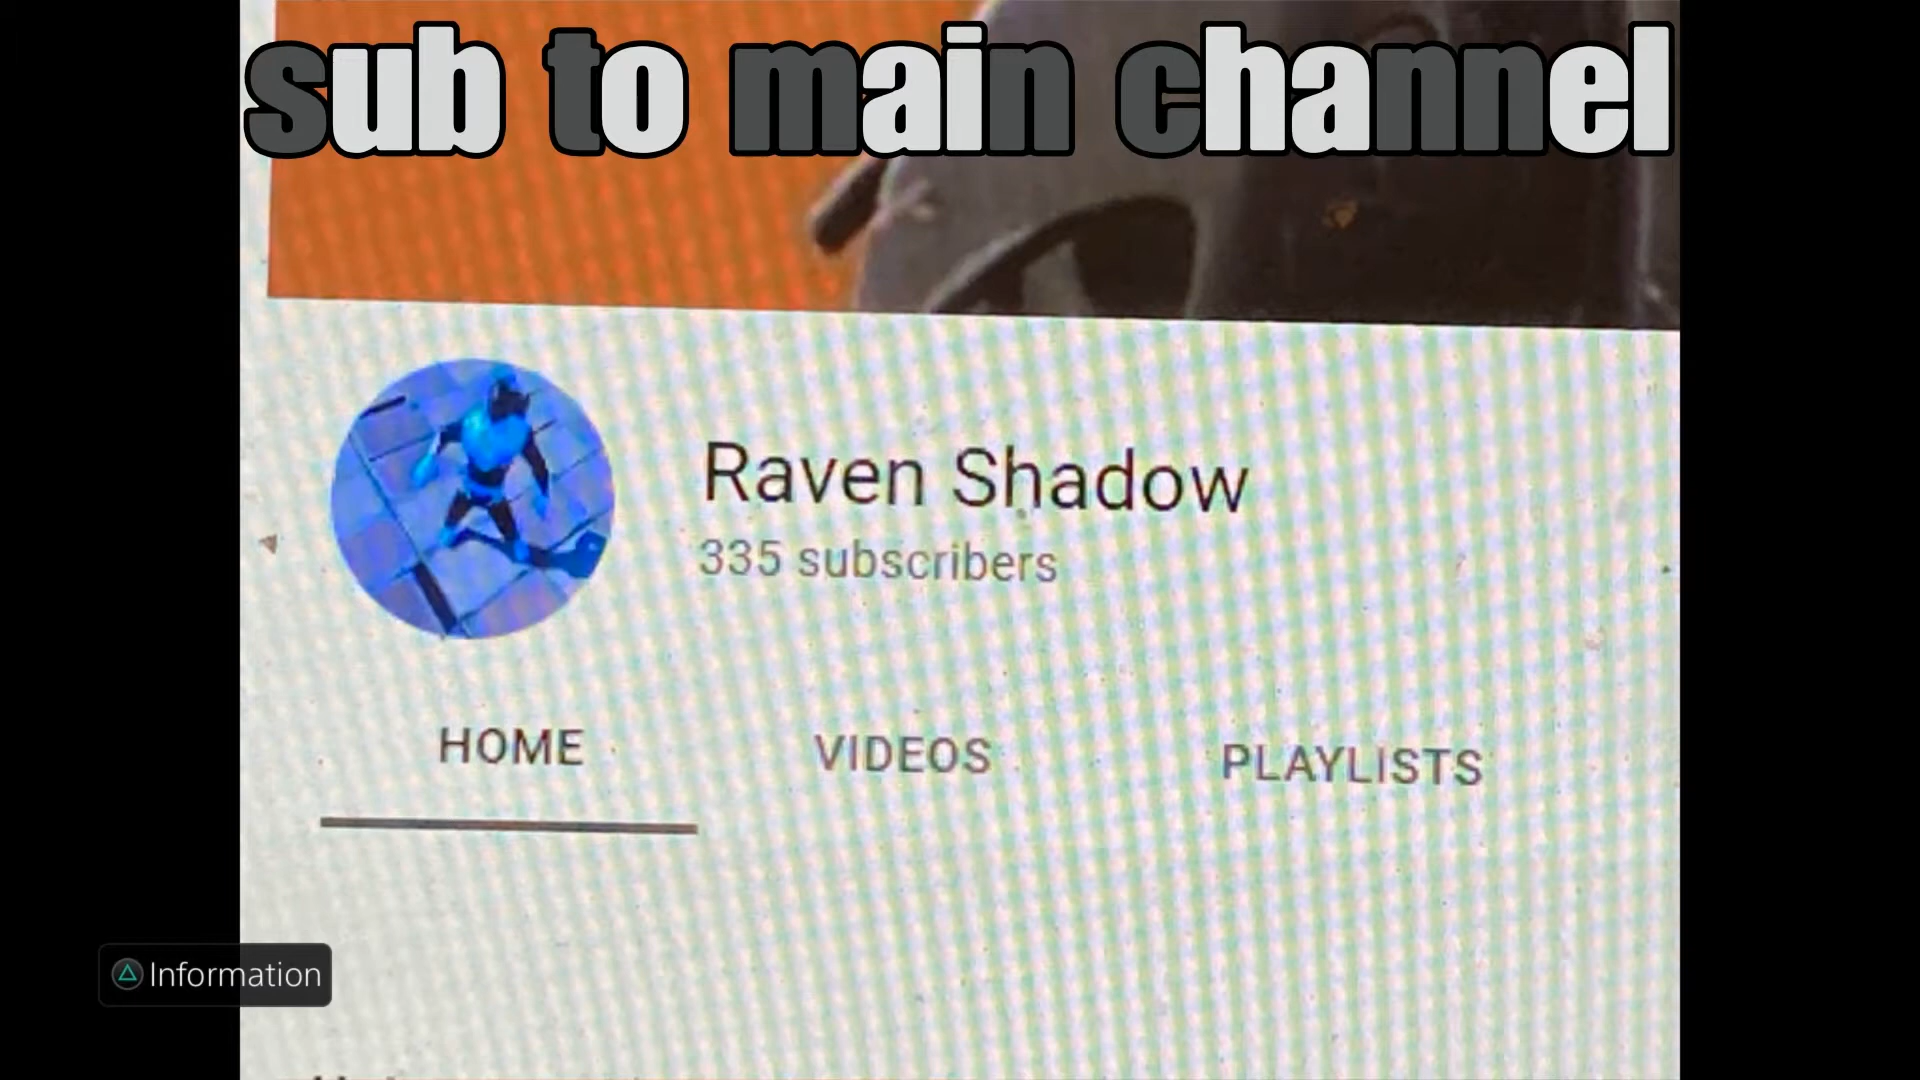 sub to main channel
Raven Shadow
335 subscribers
HOME VIDEOS PLAYLISTS
Information